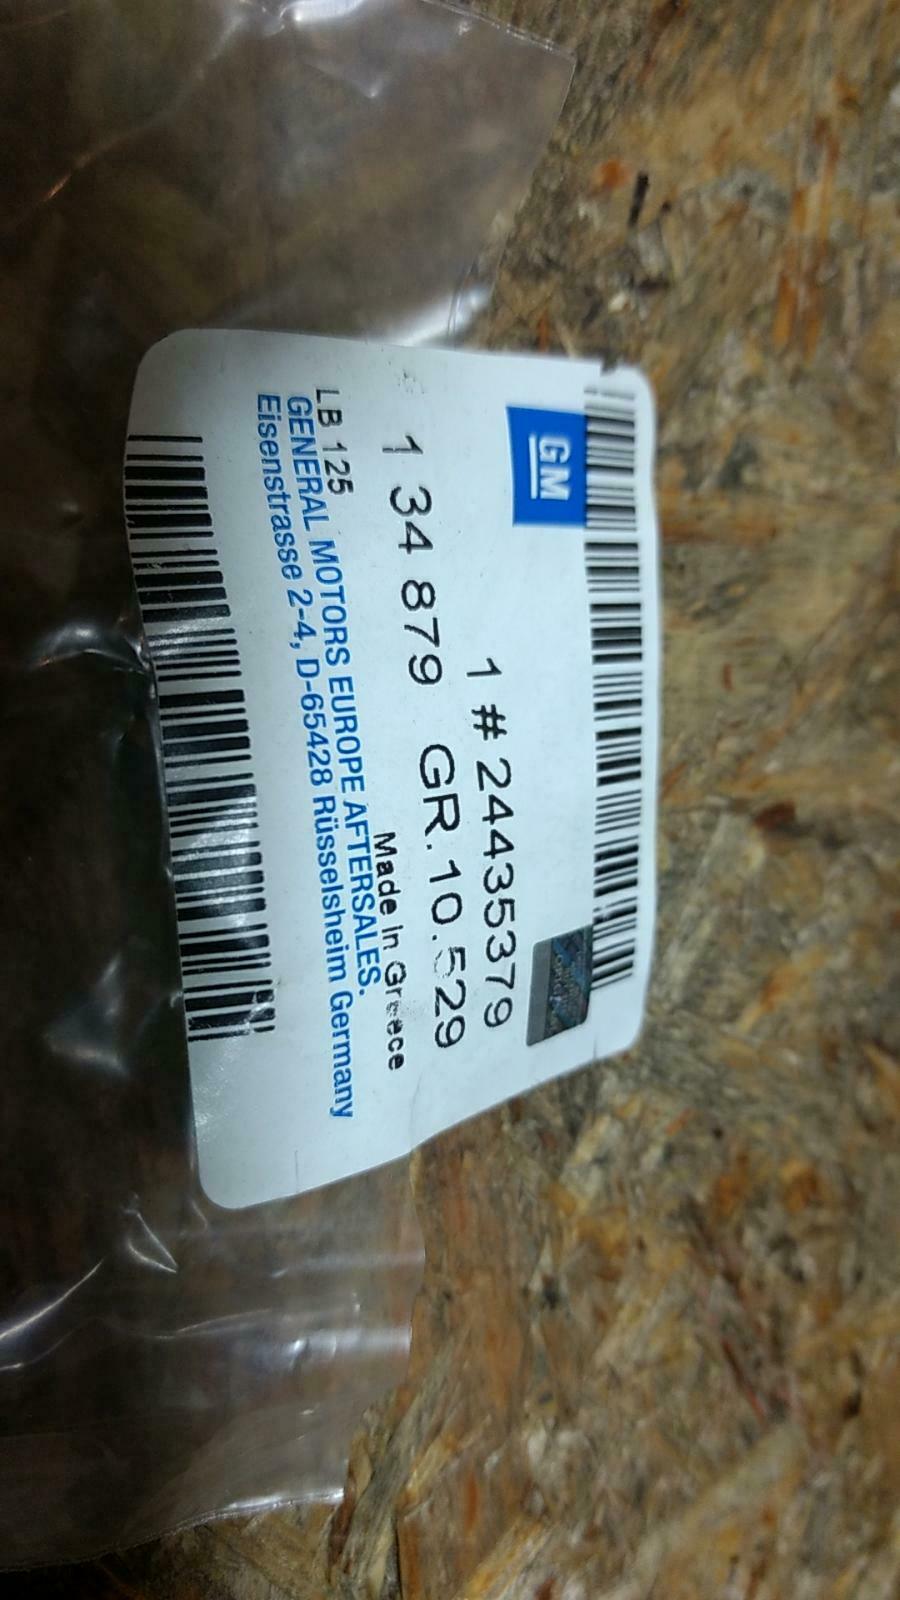 GM
1 # 24435379
1 34 879 GR.10.529
Made in Greece
LB 125
GENERAL MOTORS EUROPE AFTERSALES.
Eisenstrasse 2-4, D-65428 Rüsselsheim Germany